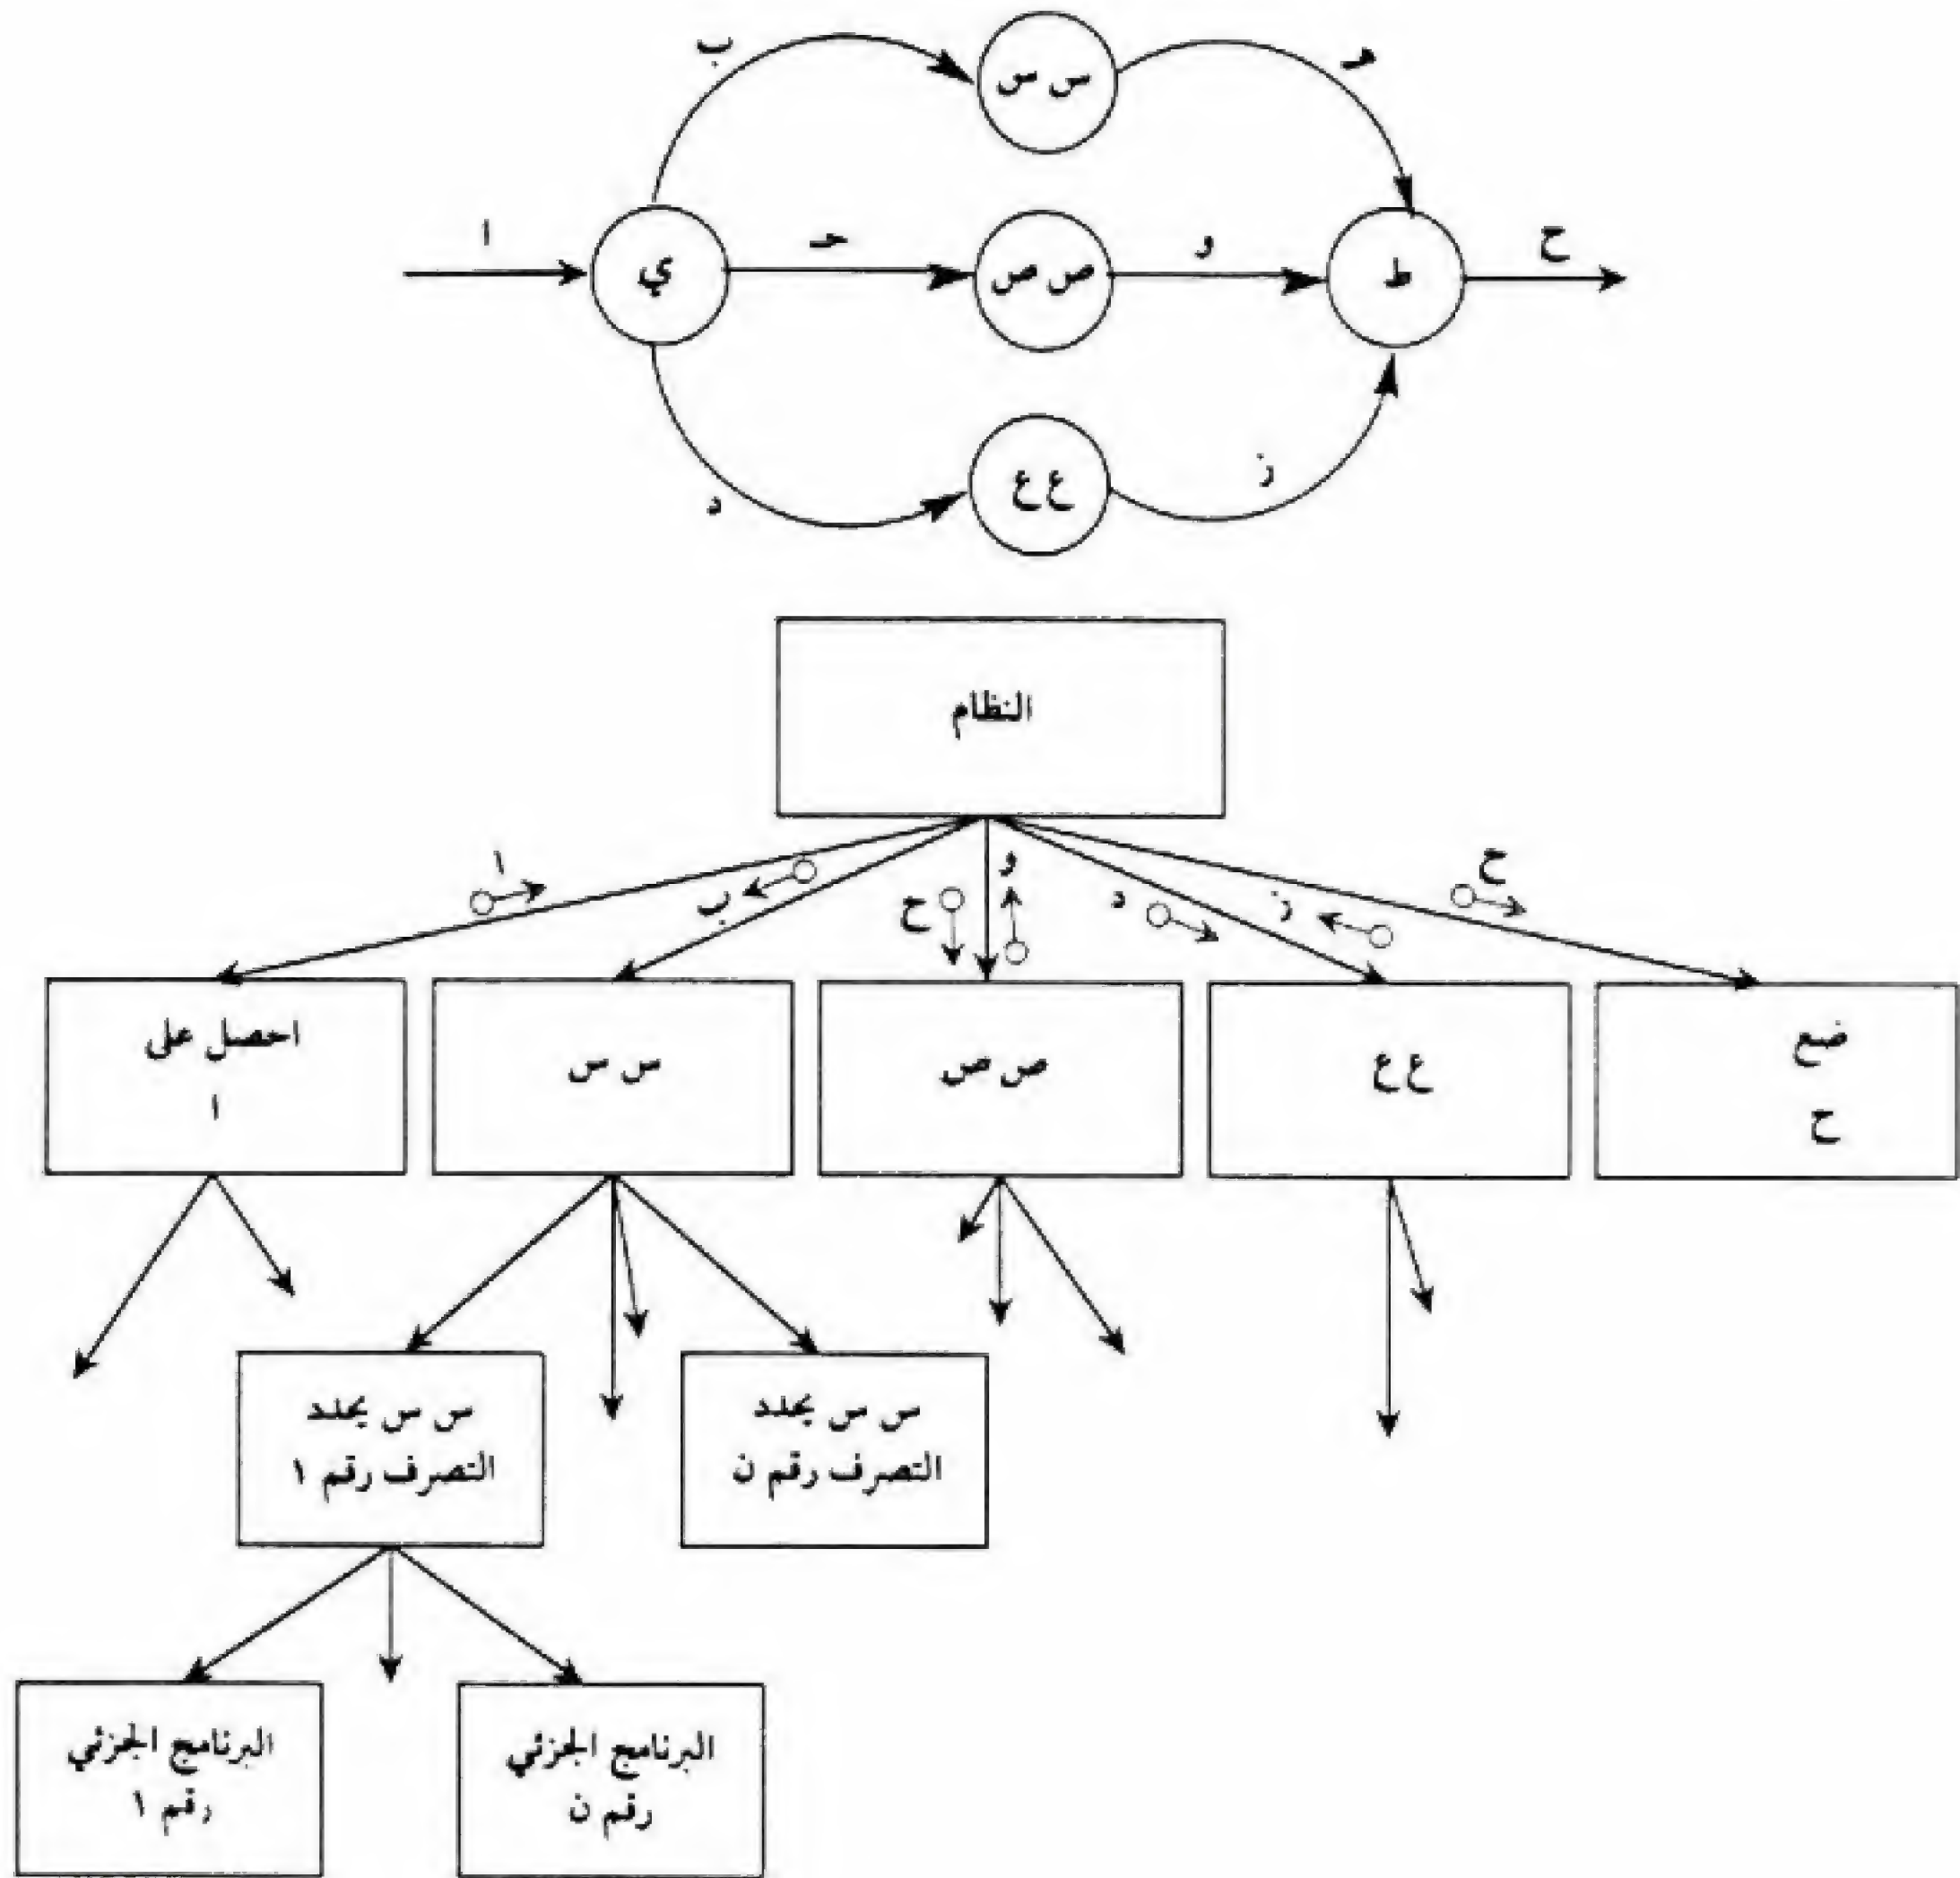 ب
س س
هـ
ا
ي
حـ
ص ص
و
ط
ح
د
ع ع
ز
النظام
ا
ب
ح
و
د
ز
ح
احصل على
ا
س س
ص ص
ع ع
ضع
ح
س س يحدد
التصرف رقم ١
س س يحدد
التصرف رقم ن
البرنامج الجزئي
رقم ١
البرنامج الجزئي
رقم ن